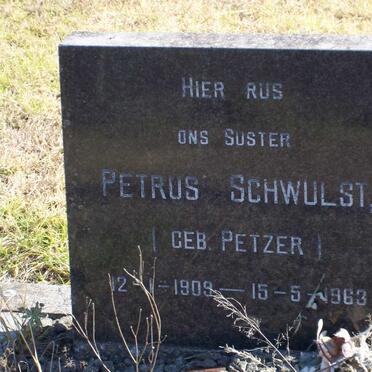 HIER RUS
ONS SUSTER
PETRUS SCHWULST
( GEB. PETZER )
1909 — 15-5-1963